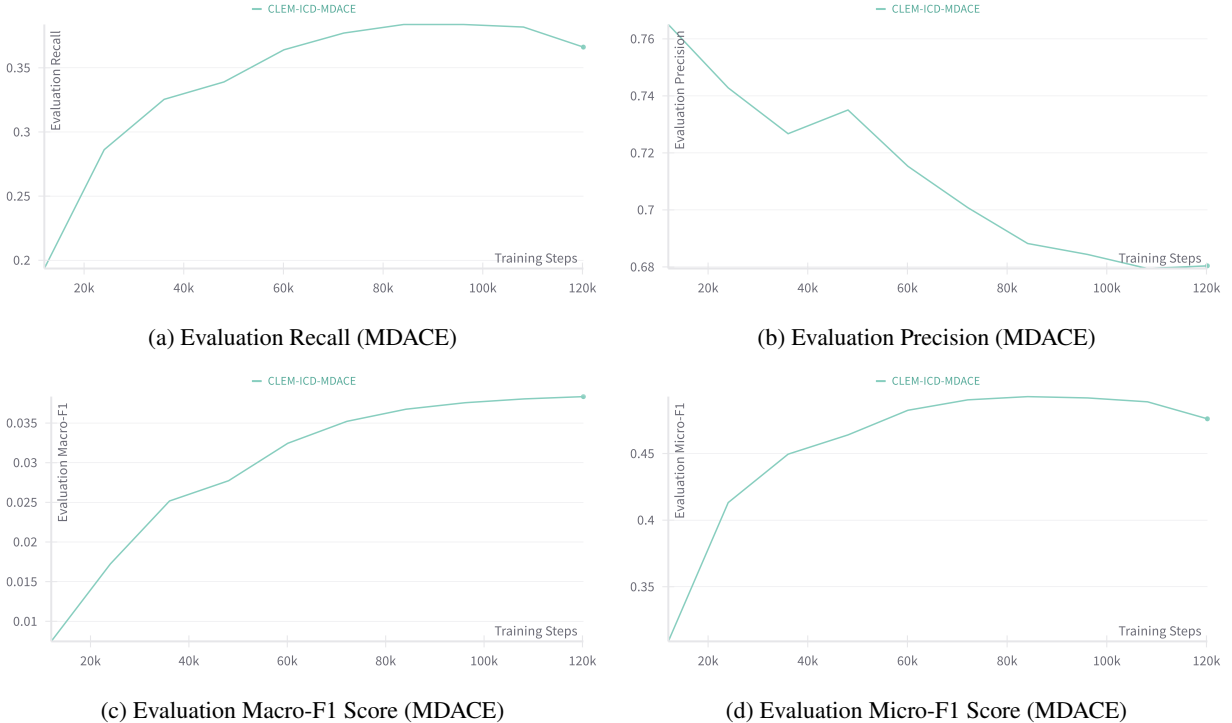 CLEM-ICD-MDACE
Evaluation Recall
0.35
0.3
0.25
0.2
Training Steps
20k 40k 60k 80k 100k 120k
(a) Evaluation Recall (MDACE)
CLEM-ICD-MDACE
Evaluation Precision
0.76
0.74
0.72
0.7
0.68
Training Steps
20k 40k 60k 80k 100k 120k
(b) Evaluation Precision (MDACE)
CLEM-ICD-MDACE
Evaluation Macro-F1
0.035
0.03
0.025
0.02
0.015
0.01
Training Steps
20k 40k 60k 80k 100k 120k
(c) Evaluation Macro-F1 Score (MDACE)
CLEM-ICD-MDACE
Evaluation Micro-F1
0.45
0.4
0.35
Training Steps
20k 40k 60k 80k 100k 120k
(d) Evaluation Micro-F1 Score (MDACE)